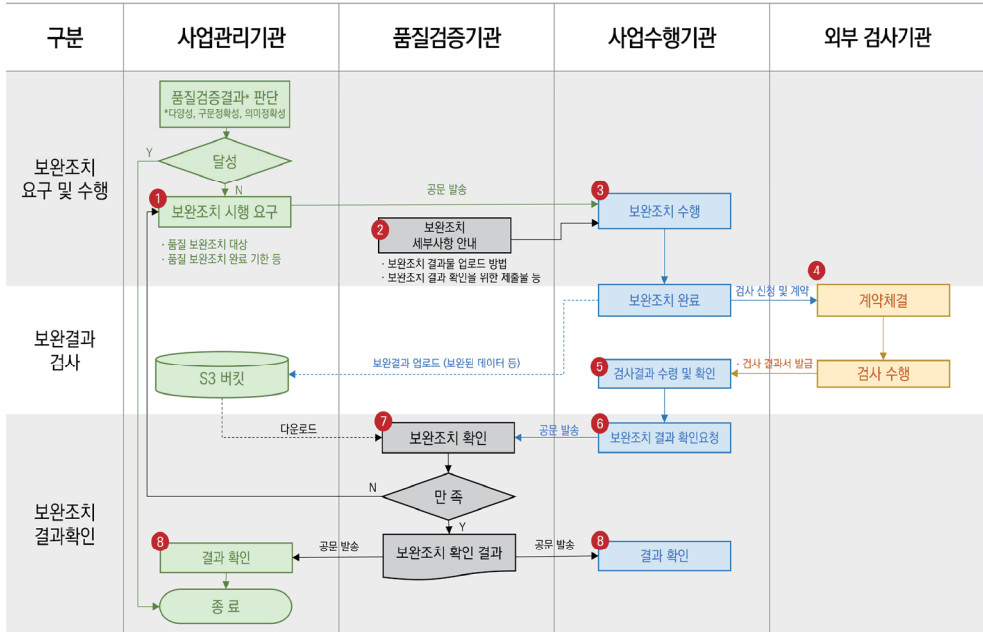 구분
사업관리기관
품질검증기관
사업수행기관
외부 검사기관
보완조치
요구 및 수행
품질검증결과* 판단
*다양성, 구문정확성, 의미정확성
Y
달성
N
1
보완조치 시행 요구
공문 발송
· 품질 보완조치 대상
· 품질 보완조치 완료 기한 등
2
보완조치
세부사항 안내
· 보완조치 결과물 업로드 방법
· 보완조치 결과 확인을 위한 제출물 등
3
보완조치 수행
보완결과
검사
보완조치 완료
검사 신청 및 계약
4
계약체결
S3 버킷
보완결과 업로드 (보완된 데이터 등)
5
검사결과 수령 및 확인
· 검사 결과서 발급
검사 수행
보완조치
결과확인
다운로드
7
보완조치 확인
공문 발송
6
보완조치 결과 확인요청
N
만 족
Y
8
결과 확인
공문 발송
보완조치 확인 결과
공문 발송
8
결과 확인
종 료